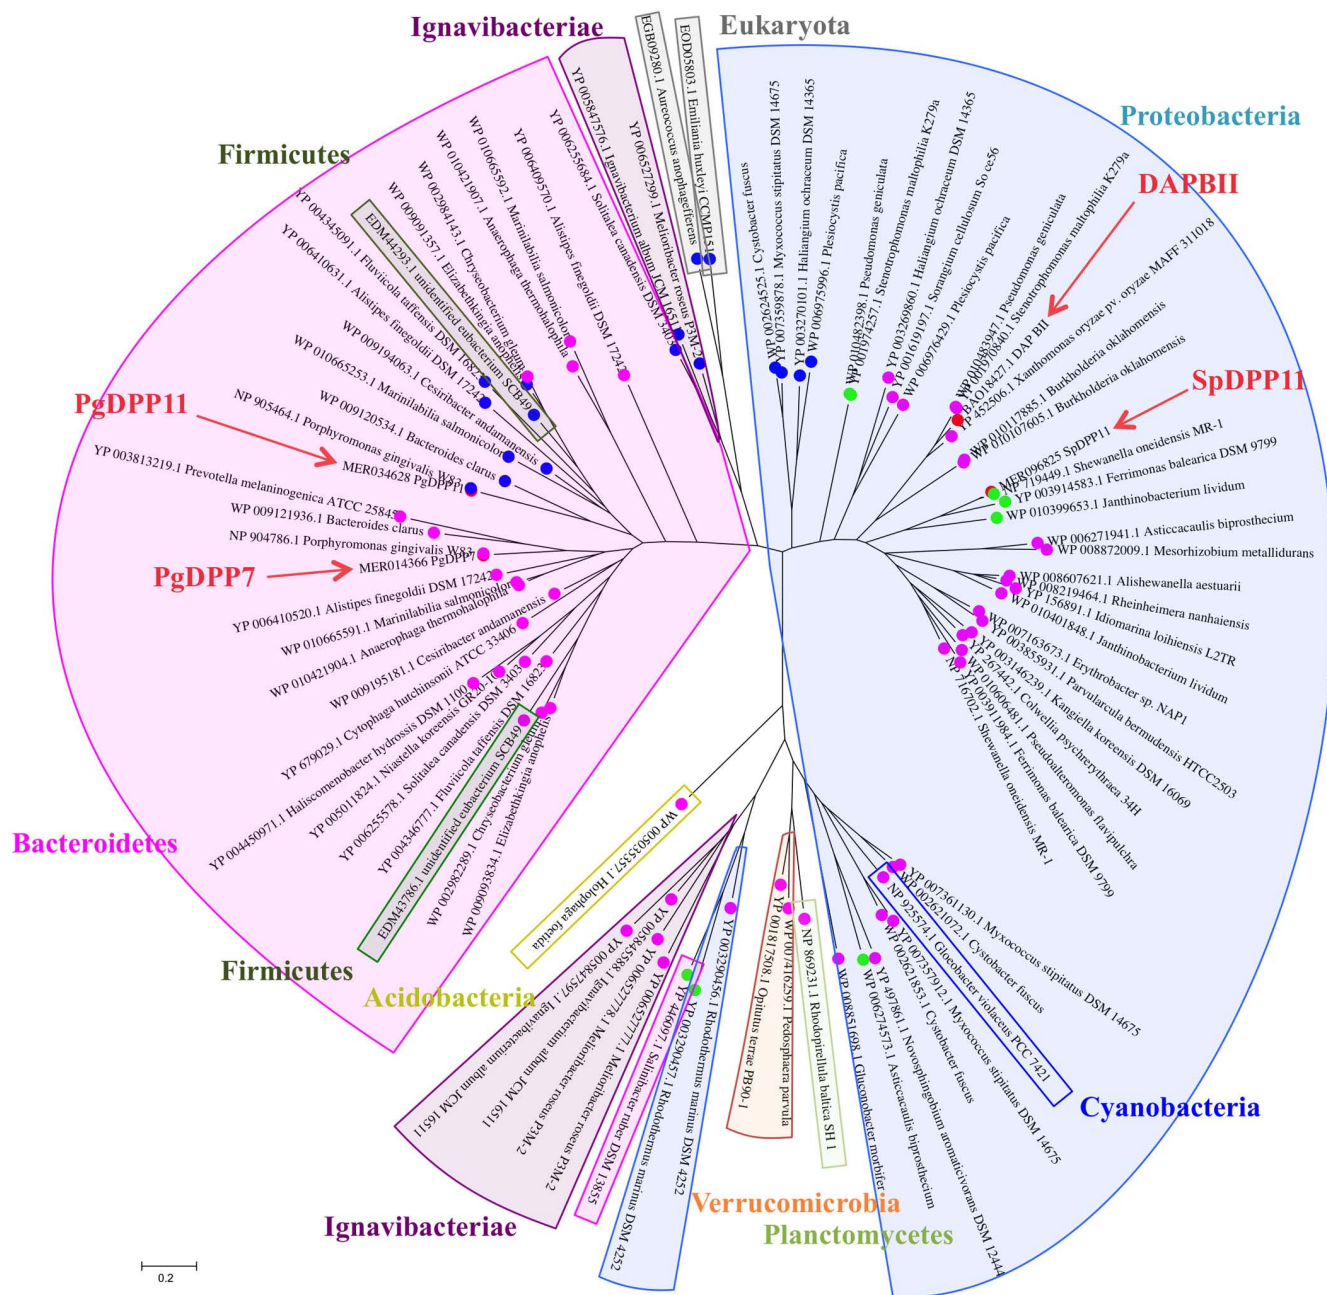 Ignavibacteriae
Eukaryota
Proteobacteria
Firmicutes
DAPBII
SpDPP11
PgDPP11
PgDPP7
Bacteroidetes
Firmicutes
Acidobacteria
Ignavibacteriae
Verrucomicrobia
Planctomycetes
Cyanobacteria
0.2
EGB09280.1 Aureococcus anophagefferens
EOD05803.1 Emiliania huxleyi CCMP1516
YP 005847576.1 Ignavibacterium album JCM 16511
YP 006527299.1 Melioribacter roseus P3M-2
YP 006255684.1 Solitalea canadensis DSM 3403
YP 006409570.1 Alistipes finegoldii DSM 17242
WP 010665592.1 Marinilabilia salmonicolor
WP 010421907.1 Anaerophaga thermohalophila
WP 002984143.1 Chryseobacterium gleum
WP 009091357.1 Elizabethkingia anophelis
EDM44293.1 unidentified eubacterium SCB49
YP 004345091.1 Fluviicola taffensis DSM 16823
YP 006410631.1 Alistipes finegoldii DSM 17242
WP 009194063.1 Cesiribacter andamanensis
WP 010665253.1 Marinilabilia salmonicolor
WP 009120534.1 Bacteroides clarus
NP 905464.1 Porphyromonas gingivalis W83
MER034628 PgDPP11
YP 003813219.1 Prevotella melaninogenica ATCC 25845
WP 009121936.1 Bacteroides clarus
NP 904786.1 Porphyromonas gingivalis W83
MER014366 PgDPP7
YP 006410520.1 Alistipes finegoldii DSM 17242
WP 010665591.1 Marinilabilia salmonicolor
WP 010421904.1 Anaerophaga thermohalophila
WP 009195181.1 Cesiribacter andamanensis
YP 679029.1 Cytophaga hutchinsonii ATCC 33406
YP 004450971.1 Haliscomenobacter hydrossis DSM 1100
YP 005011824.1 Niastella koreensis GR20-10
YP 006255578.1 Solitalea canadensis DSM 3403
YP 004346777.1 Fluviicola taffensis DSM 16823
EDM43786.1 unidentified eubacterium SCB49
WP 002982289.1 Chryseobacterium gleum
WP 009093834.1 Elizabethkingia anophelis
WP 005035357.1 Holophaga foetida
YP 005847597.1 Ignavibacterium album JCM 16511
YP 005845588.1 Ignavibacterium album JCM 16511
YP 006527778.1 Melioribacter roseus P3M-2
YP 006527777.1 Melioribacter roseus P3M-2
YP 446097.1 Salinibacter ruber DSM 13855
YP 003290457.1 Rhodothermus marinus DSM 4252
YP 003290456.1 Rhodothermus marinus DSM 4252
YP 001817508.1 Opitutus terrae PB90-1
WP 007416259.1 Pedosphaera parvula
NP 869231.1 Rhodopirellula baltica SH 1
WP 008851698.1 Gluconobacter morbifer
WP 006274573.1 Asticcacaulis biprosthecium
YP 497861.1 Novosphingobium aromaticivorans DSM 12444
WP 002621853.1 Cystobacter fuscus
YP 007357912.1 Myxococcus stipitatus DSM 14675
NP 925574.1 Gloeobacter violaceus PCC 7421
WP 002621072.1 Cystobacter fuscus
YP 007361130.1 Myxococcus stipitatus DSM 14675
WP 002624525.1 Cystobacter fuscus
YP 007359878.1 Myxococcus stipitatus DSM 14675
YP 003270101.1 Haliangium ochraceum DSM 14365
WP 006975996.1 Plesiocystis pacifica
WP 010482398.1 Pseudomonas geniculata
YP 001974257.1 Stenotrophomonas maltophilia K279a
YP 003269660.1 Haliangium ochraceum DSM 14365
YP 001619197.1 Sorangium cellulosum So ce56
WP 006976429.1 Plesiocystis pacifica
WP 010483947.1 Pseudomonas geniculata
YP 001970840.1 Stenotrophomonas maltophilia K279a
BAO18427.1 DAPBII
YP 452506.1 Xanthomonas oryzae pv. oryzae MAFF 311018
WP 010117885.1 Burkholderia oklahomensis
WP 010107605.1 Burkholderia oklahomensis
MER096825 SpDPP11
NP 719449.1 Shewanella oneidensis MR-1
YP 003914583.1 Ferrimonas balearica DSM 9799
WP 010399653.1 Janthinobacterium lividum
WP 006271941.1 Asticcacaulis biprosthecium
WP 008872009.1 Mesorhizobium metallidurans
WP 008607621.1 Alishewanella aestuarii
WP 008219464.1 Rheinheimera nanhaiensis
YP 156891.1 Idiomarina loihiensis L2TR
WP 010401848.1 Janthinobacterium lividum
WP 007163673.1 Erythrobacter sp. NAP1
YP 003855931.1 Parvularcula bermudensis HTCC2503
YP 003146239.1 Kangiella koreensis DSM 16069
YP 267442.1 Colwellia psychrerythraea 34H
WP 010606481.1 Pseudoalteromonas flavipulchra
YP 003911984.1 Ferrimonas balearica DSM 9799
NP 716702.1 Shewanella oneidensis MR-1